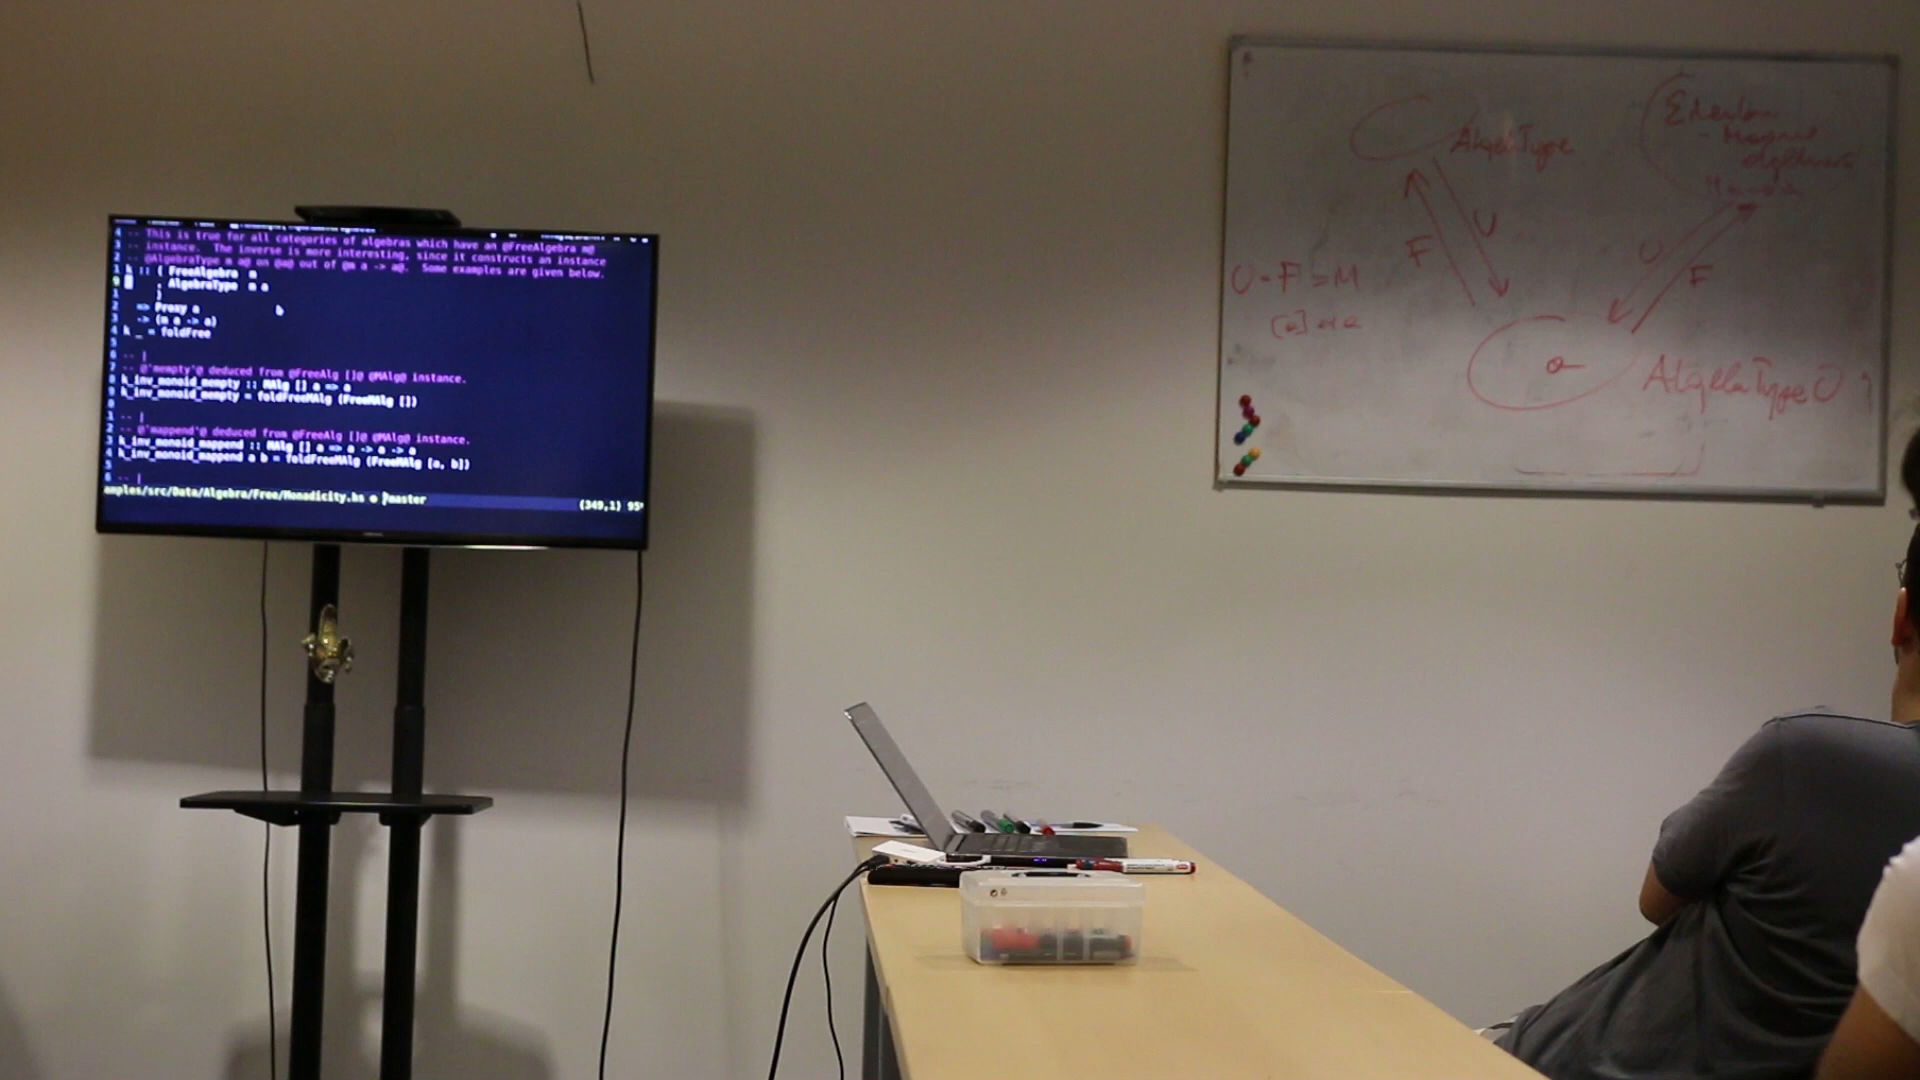 -- This is true for all categories of algebras which have an @FreeAlgebra m@
-- instance. The inverse is more interesting, since it constructs an instance
-- @AlgebraType m a@ on @a@ out of @m a -> a@. Some examples are given below.
k :: ( FreeAlgebra m
, AlgebraType m a
)
=> Proxy a
-> (m a -> a)
k _ = foldFree
-- |
-- @'mempty'@ deduced from @FreeAlg []@ @MAlg@ instance.
k_inv_monoid_mempty :: MAlg [] a => a
k_inv_monoid_mempty = foldFreeMAlg (FreeMAlg [])
-- |
-- @'mappend'@ deduced from @FreeAlg []@ @MAlg@ instance.
k_inv_monoid_mappend :: MAlg [] a => a -> a -> a
k_inv_monoid_mappend a b = foldFreeMAlg (FreeMAlg [a, b])
-- |
amples/src/Data/Algebra/Free/Monadicity.hs
master
(349,1) 95%
AlgebraType
F
U
U
F
U-F=M
a
AlgebraType0